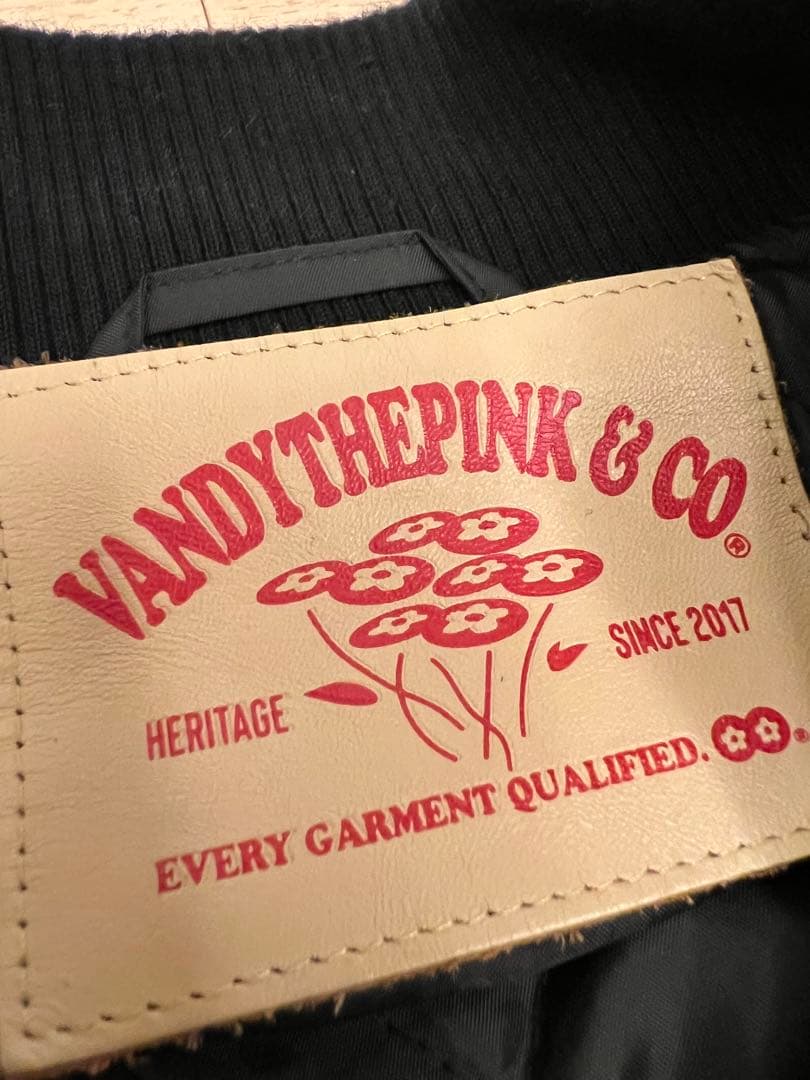 VANDYTHEPINK & CO®
HERITAGE
SINCE 2017
EVERY GARMENT QUALIFIED. ®